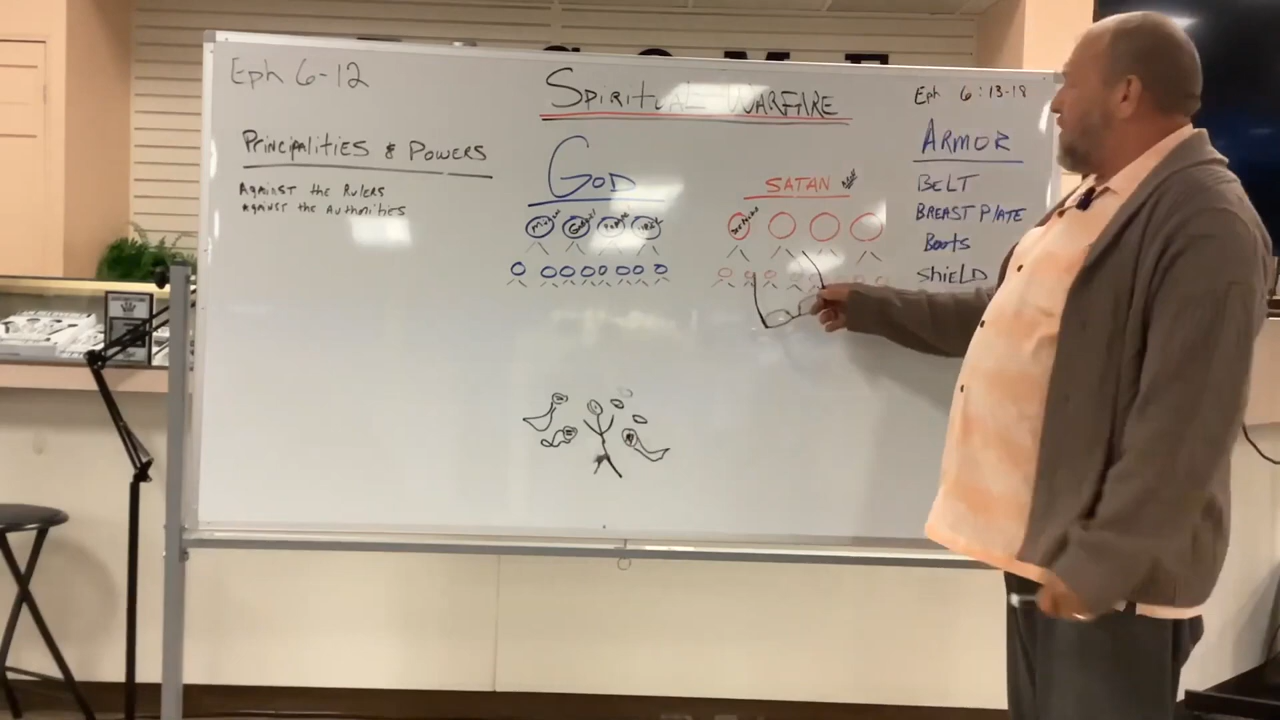 Eph 6-12
Principalities & Powers
Against the Rulers
Against the Authorities
Spiritual Warfare
God
Satan
Eph 6:13-18
Armor
Belt
Breast Plate
Boots
Shield